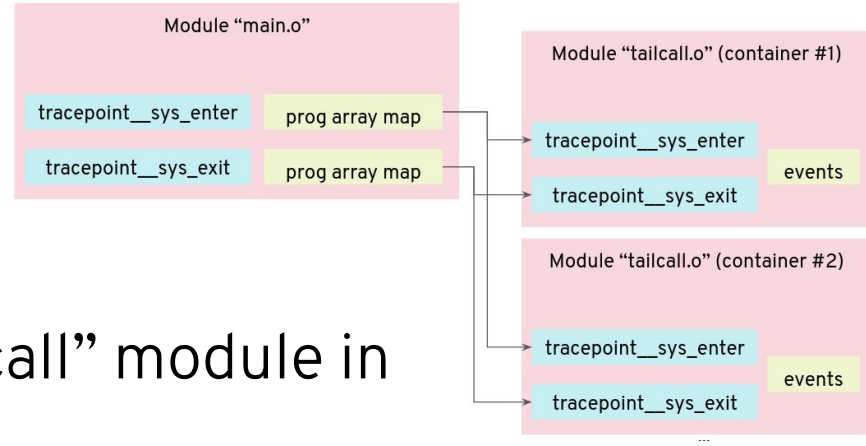 Module “main.o”
tracepoint__sys_enter
prog array map
tracepoint__sys_exit
prog array map
Module “tailcall.o” (container #1)
tracepoint__sys_enter
events
tracepoint__sys_exit
Module “tailcall.o” (container #2)
tracepoint__sys_enter
events
tracepoint__sys_exit
call” module in